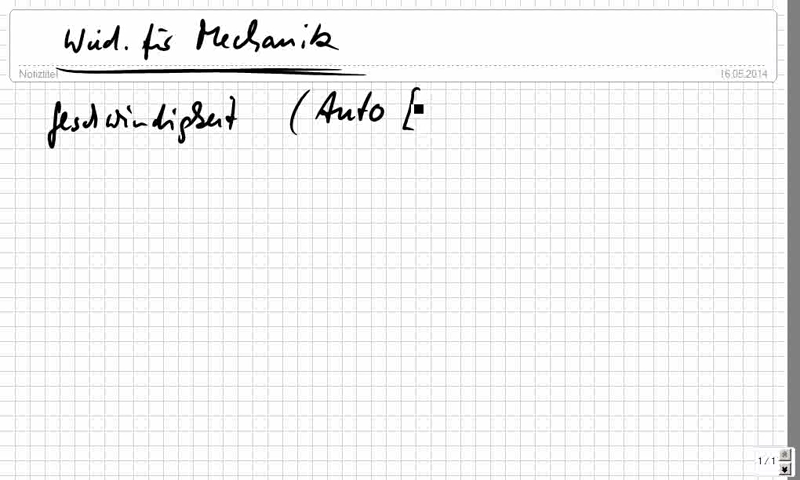 Wied. für Mechanik
Notiztitel
16.05.2014
Geschwindigkeit (Auto [
1 / 1